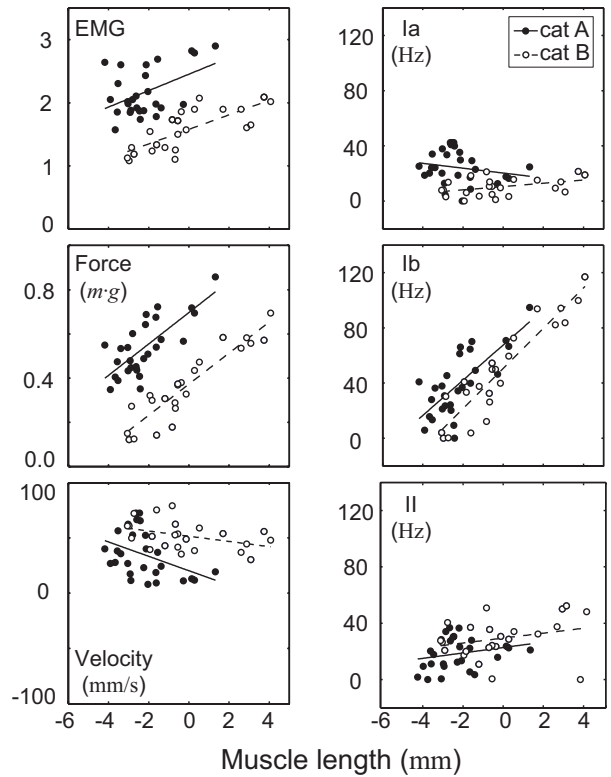 EMG
3
2
1
0
Ia
(Hz)
cat A
cat B
120
80
40
0
Force
(m·g)
0.8
0.4
0.0
Ib
(Hz)
120
80
40
0
100
0
-100
Velocity
(mm/s)
II
(Hz)
120
80
40
0
-6 -4 -2 0 2 4
-6 -4 -2 0 2 4
Muscle length (mm)